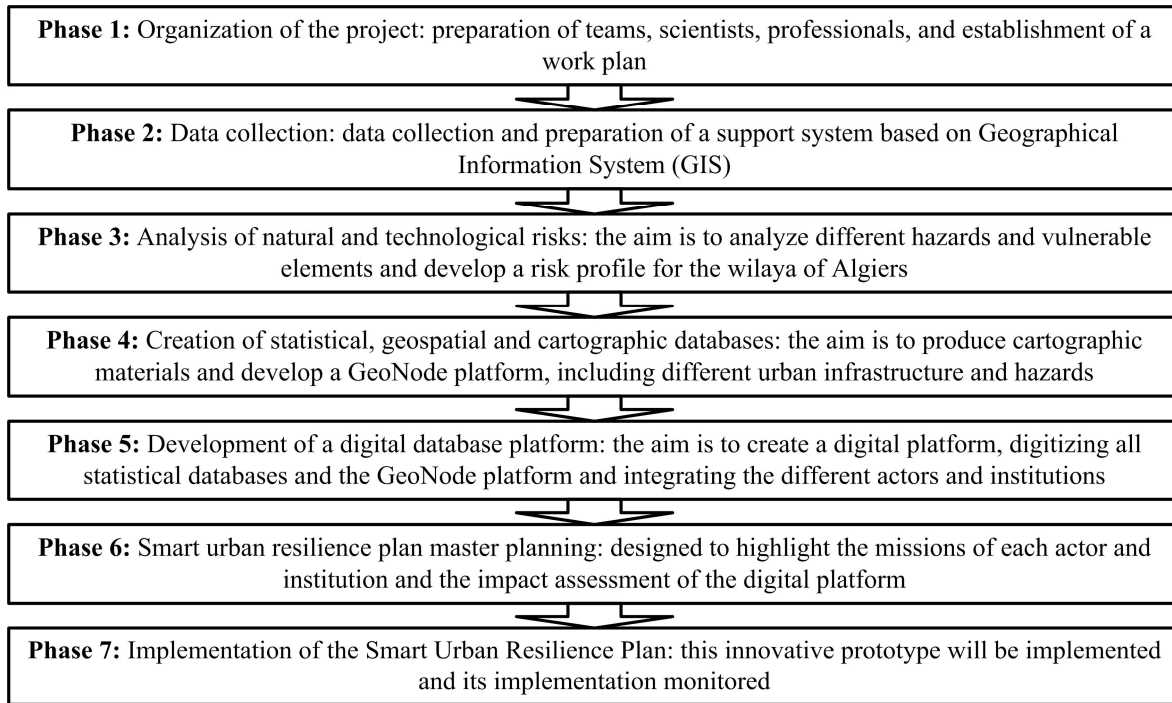 Phase 1: Organization of the project: preparation of teams, scientists, professionals, and establishment of a
work plan
Phase 2: Data collection: data collection and preparation of a support system based on Geographical
Information System (GIS)
Phase 3: Analysis of natural and technological risks: the aim is to analyze different hazards and vulnerable
elements and develop a risk profile for the wilaya of Algiers
Phase 4: Creation of statistical, geospatial and cartographic databases: the aim is to produce cartographic
materials and develop a GeoNode platform, including different urban infrastructure and hazards
Phase 5: Development of a digital database platform: the aim is to create a digital platform, digitizing all
statistical databases and the GeoNode platform and integrating the different actors and institutions
Phase 6: Smart urban resilience plan master planning: designed to highlight the missions of each actor and
institution and the impact assessment of the digital platform
Phase 7: Implementation of the Smart Urban Resilience Plan: this innovative prototype will be implemented
and its implementation monitored